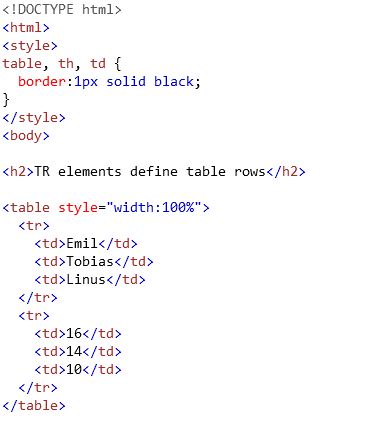 <!DOCTYPE html>
<html>
<style>
table, th, td {
  border:1px solid black;
}
</style>
<body>

<h2>TR elements define table rows</h2>

<table style="width:100%">
  <tr>
    <td>Emil</td>
    <td>Tobias</td>
    <td>Linus</td>
  </tr>
  <tr>
    <td>16</td>
    <td>14</td>
    <td>10</td>
  </tr>
</table>